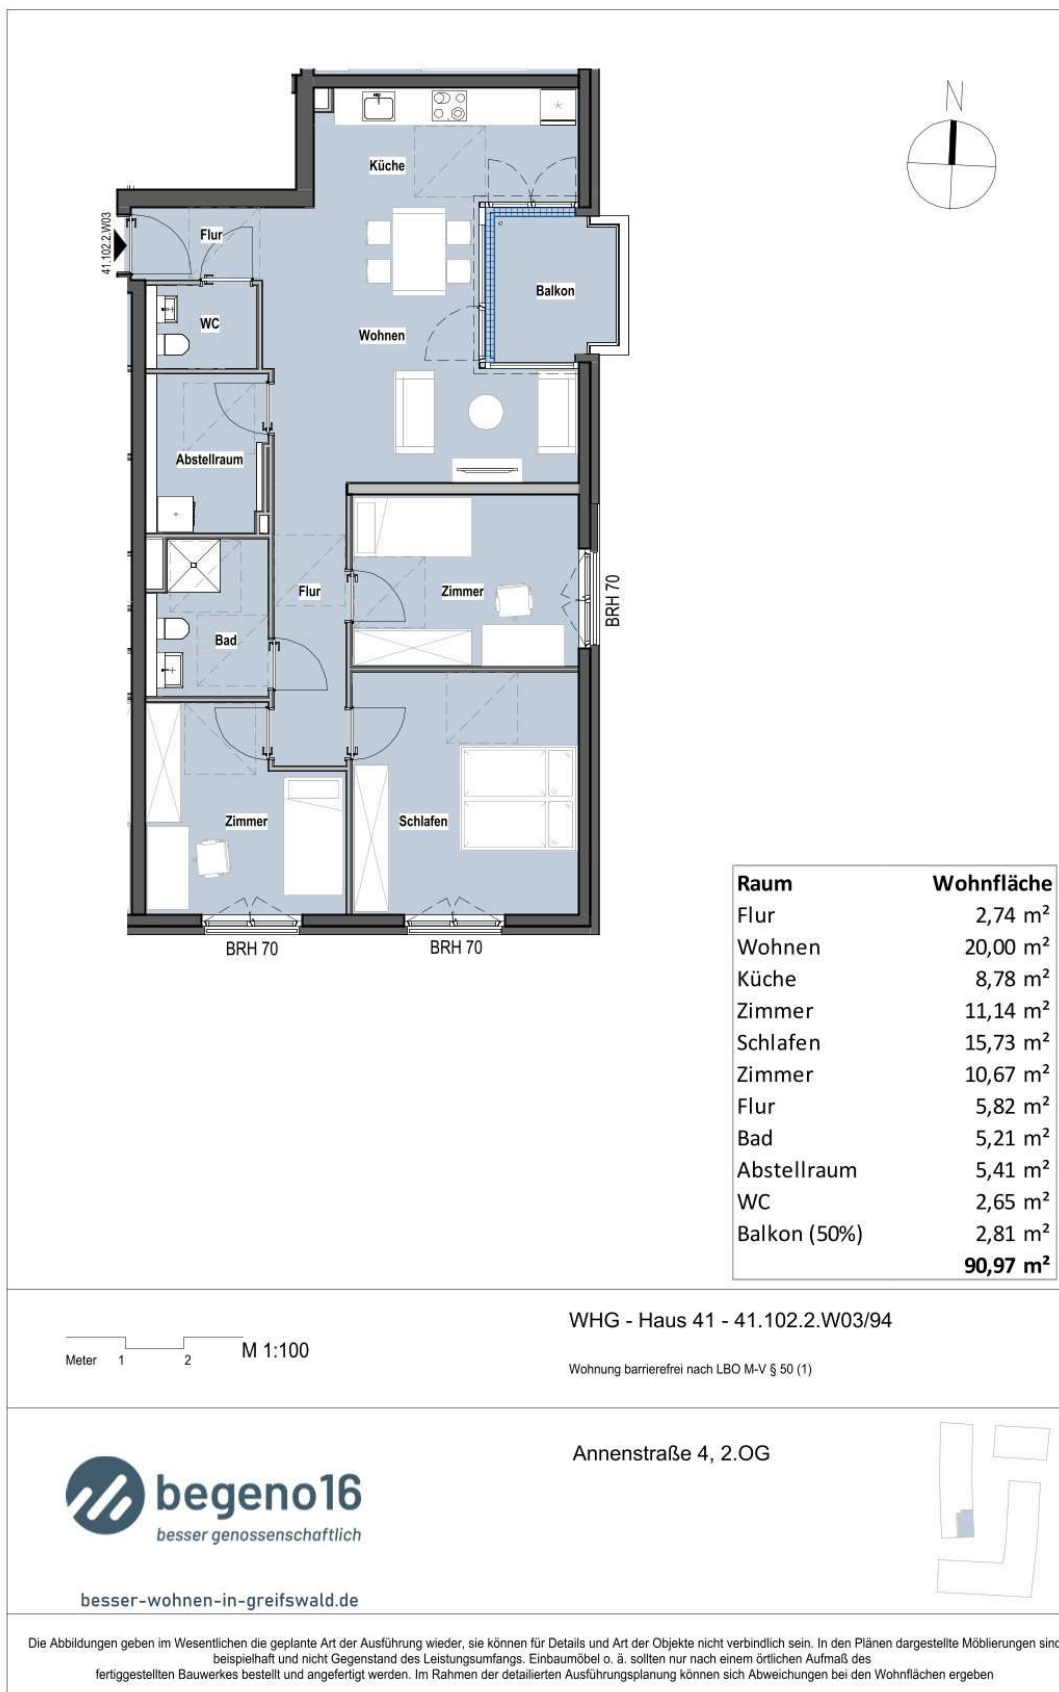 N
Küche
41.102.2.W03
Flur
Balkon
WC
Wohnen
Abstellraum
Flur
Zimmer
BRH 70
Bad
Zimmer
Schlafen
BRH 70
BRH 70
Raum Wohnfläche
Flur 2,74 m²
Wohnen 20,00 m²
Küche 8,78 m²
Zimmer 11,14 m²
Schlafen 15,73 m²
Zimmer 10,67 m²
Flur 5,82 m²
Bad 5,21 m²
Abstellraum 5,41 m²
WC 2,65 m²
Balkon (50%) 2,81 m²
90,97 m²
Meter 1 2 M 1:100
WHG - Haus 41 - 41.102.2.W03/94
Wohnung barrierefrei nach LBO M-V § 50 (1)
Annenstraße 4, 2.OG
begeno16
besser genossenschaftlich
besser-wohnen-in-greifswald.de
Die Abbildungen geben im Wesentlichen die geplante Art der Ausführung wieder, sie können für Details und Art der Objekte nicht verbindlich sein. In den Plänen dargestellte Möblierungen sind
beispielhaft und nicht Gegenstand des Leistungsumfangs. Einbaumöbel o. ä. sollten nur nach einem örtlichen Aufmaß des
fertiggestellten Bauwerkes bestellt und angefertigt werden. Im Rahmen der detailierten Ausführungsplanung können sich Abweichungen bei den Wohnflächen ergeben